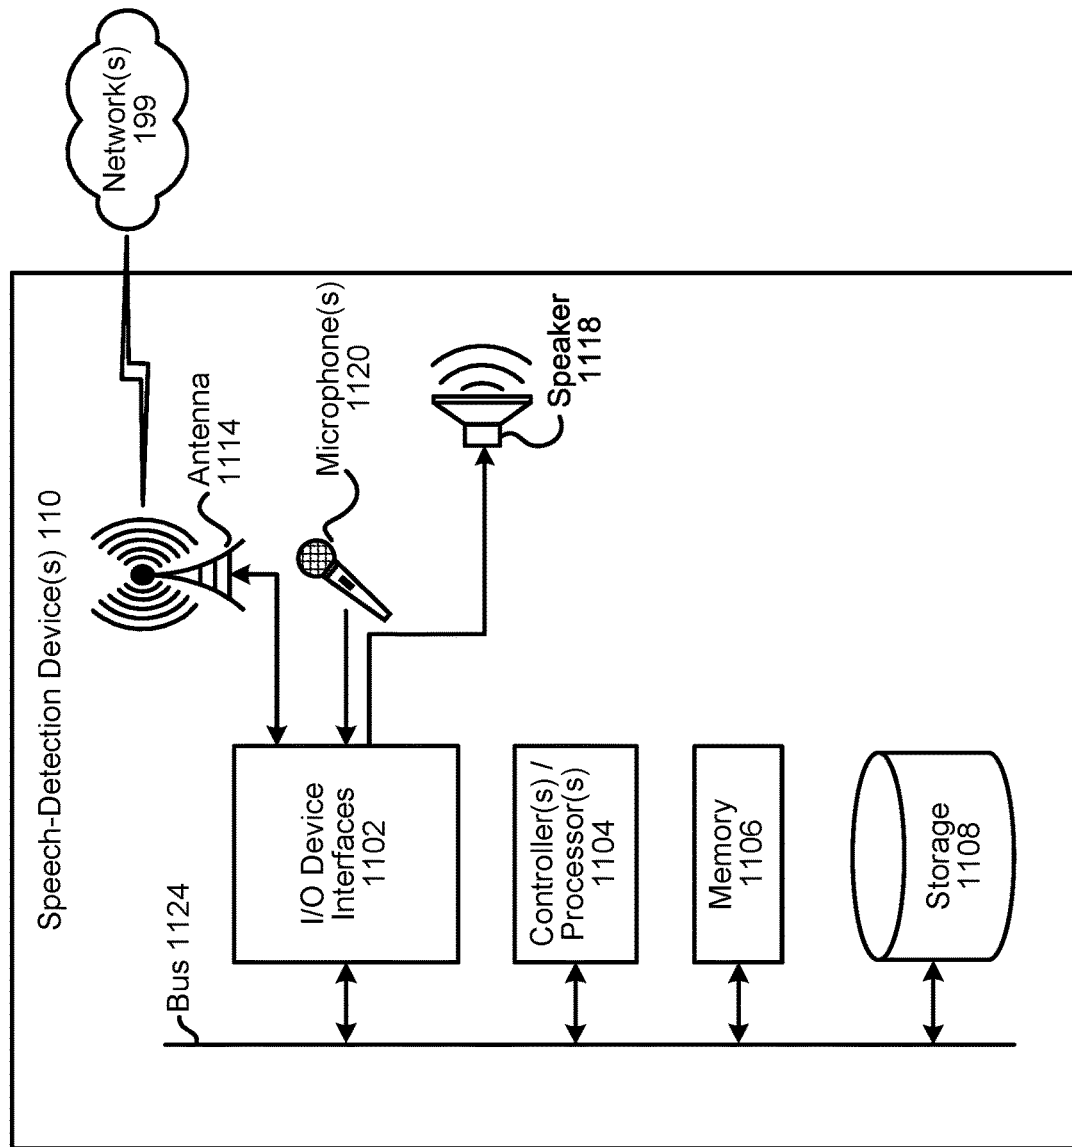 Speech-Detection Device(s) 110
Bus 1124
I/O Device
Interfaces
1102
Antenna
1114
Network(s)
199
Microphone(s)
1120
Speaker
1118
Controller(s) /
Processor(s)
1104
Memory
1106
Storage
1108